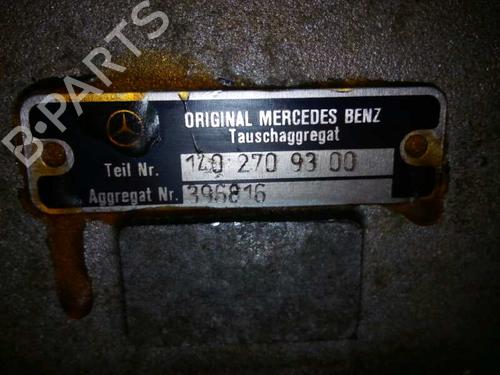 B-PARTS
ORIGINAL MERCEDES BENZ
Tauschaggregat
Teil Nr. 140 270 93 00
Aggregat Nr. 396816